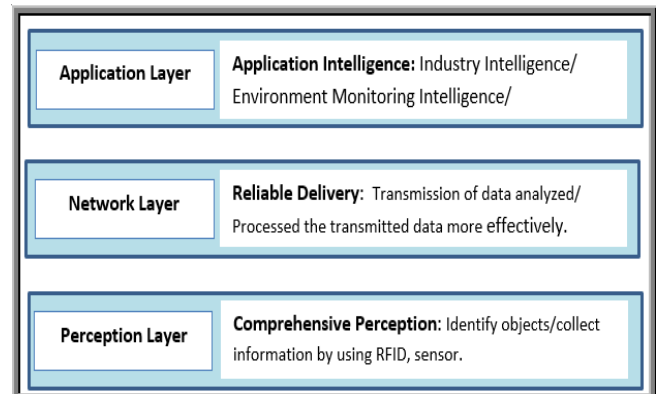 Application Layer
Application Intelligence: Industry Intelligence/
Environment Monitoring Intelligence/
Network Layer
Reliable Delivery: Transmission of data analyzed/
Processed the transmitted data more effectively.
Perception Layer
Comprehensive Perception: Identify objects/collect
information by using RFID, sensor.